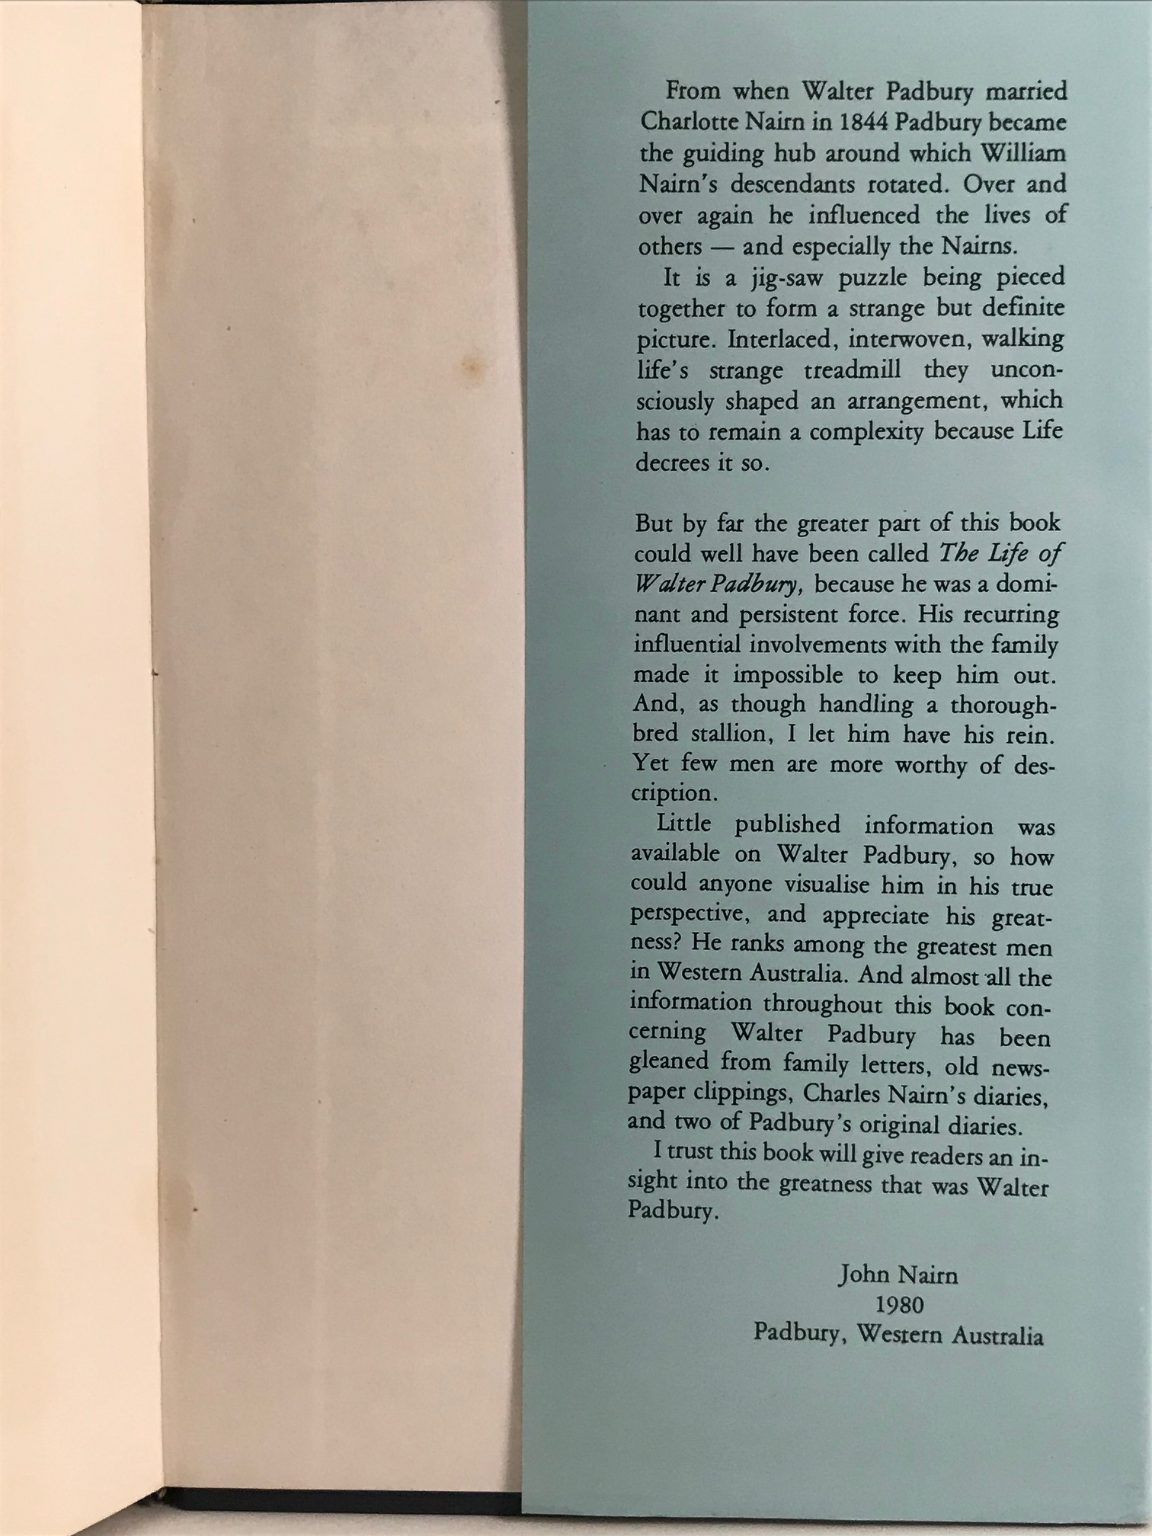 From when Walter Padbury married
Charlotte Nairn in 1844 Padbury became
the guiding hub around which William
Nairn's descendants rotated. Over and
over again he influenced the lives of
others — and especially the Nairns.
It is a jig-saw puzzle being pieced
together to form a strange but definite
picture. Interlaced, interwoven, walking
life's strange treadmill they uncon-
sciously shaped an arrangement, which
has to remain a complexity because Life
decrees it so.
But by far the greater part of this book
could well have been called The Life of
Walter Padbury, because he was a domi-
nant and persistent force. His recurring
influential involvements with the family
made it impossible to keep him out.
And, as though handling a thorough-
bred stallion, I let him have his rein.
Yet few men are more worthy of des-
cription.
Little published information was
available on Walter Padbury, so how
could anyone visualise him in his true
perspective, and appreciate his great-
ness? He ranks among the greatest men
in Western Australia. And almost all the
information throughout this book con-
cerning Walter Padbury has been
gleaned from family letters, old news-
paper clippings, Charles Nairn's diaries,
and two of Padbury's original diaries.
I trust this book will give readers an in-
sight into the greatness that was Walter
Padbury.
John Nairn
1980
Padbury, Western Australia